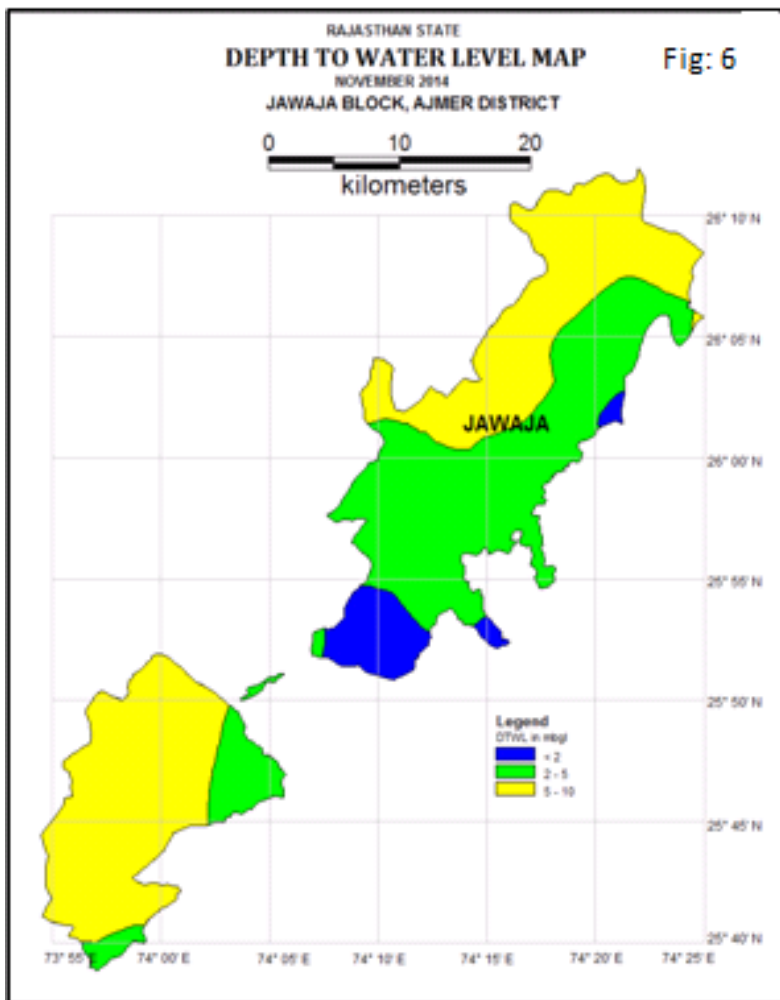 RAJASTHAN STATE
DEPTH TO WATER LEVEL MAP
Fig: 6
NOVEMBER 2014
JAWAJA BLOCK, AJMER DISTRICT
0 10 20
kilometers
26° 10' N
26° 05' N
JAWAJA
26° 00' N
25° 55' N
25° 50' N
Legend
DTWL in mbgl
< 2
2 - 5
5 - 10
25° 45' N
25° 40' N
73° 55' E 74° 00' E 74° 05' E 74° 10' E 74° 15' E 74° 20' E 74° 25' E